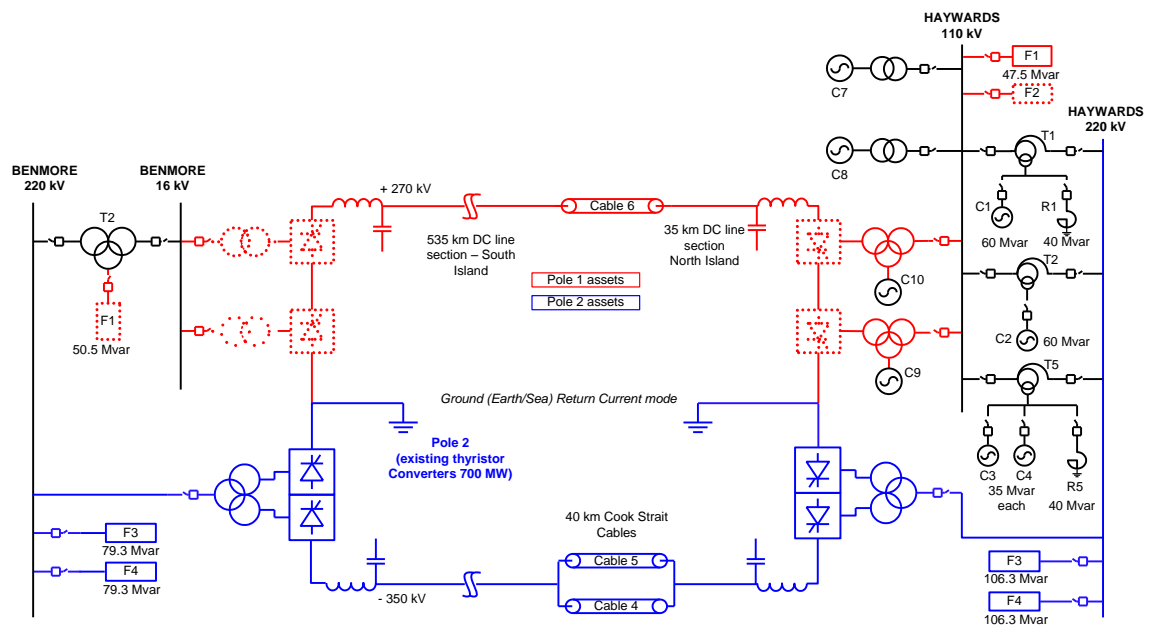 HAYWARDS
110 kV
F1
47.5 Mvar
C7
F2
HAYWARDS
220 kV
T1
C8
BENMORE
220 kV
BENMORE
16 kV
+ 270 kV
Cable 6
C1
R1
T2
535 km DC line
section – South
Island
35 km DC line
section
North Island
60 Mvar
40 Mvar
T2
Pole 1 assets
C10
Pole 2 assets
F1
50.5 Mvar
C2
60 Mvar
T5
C9
Ground (Earth/Sea) Return Current mode
Pole 2
(existing thyristor
Converters 700 MW)
C3
C4
R5
35 Mvar
each
40 Mvar
40 km Cook Strait
Cables
F3
79.3 Mvar
F4
79.3 Mvar
Cable 5
Cable 4
- 350 kV
F3
106.3 Mvar
F4
106.3 Mvar